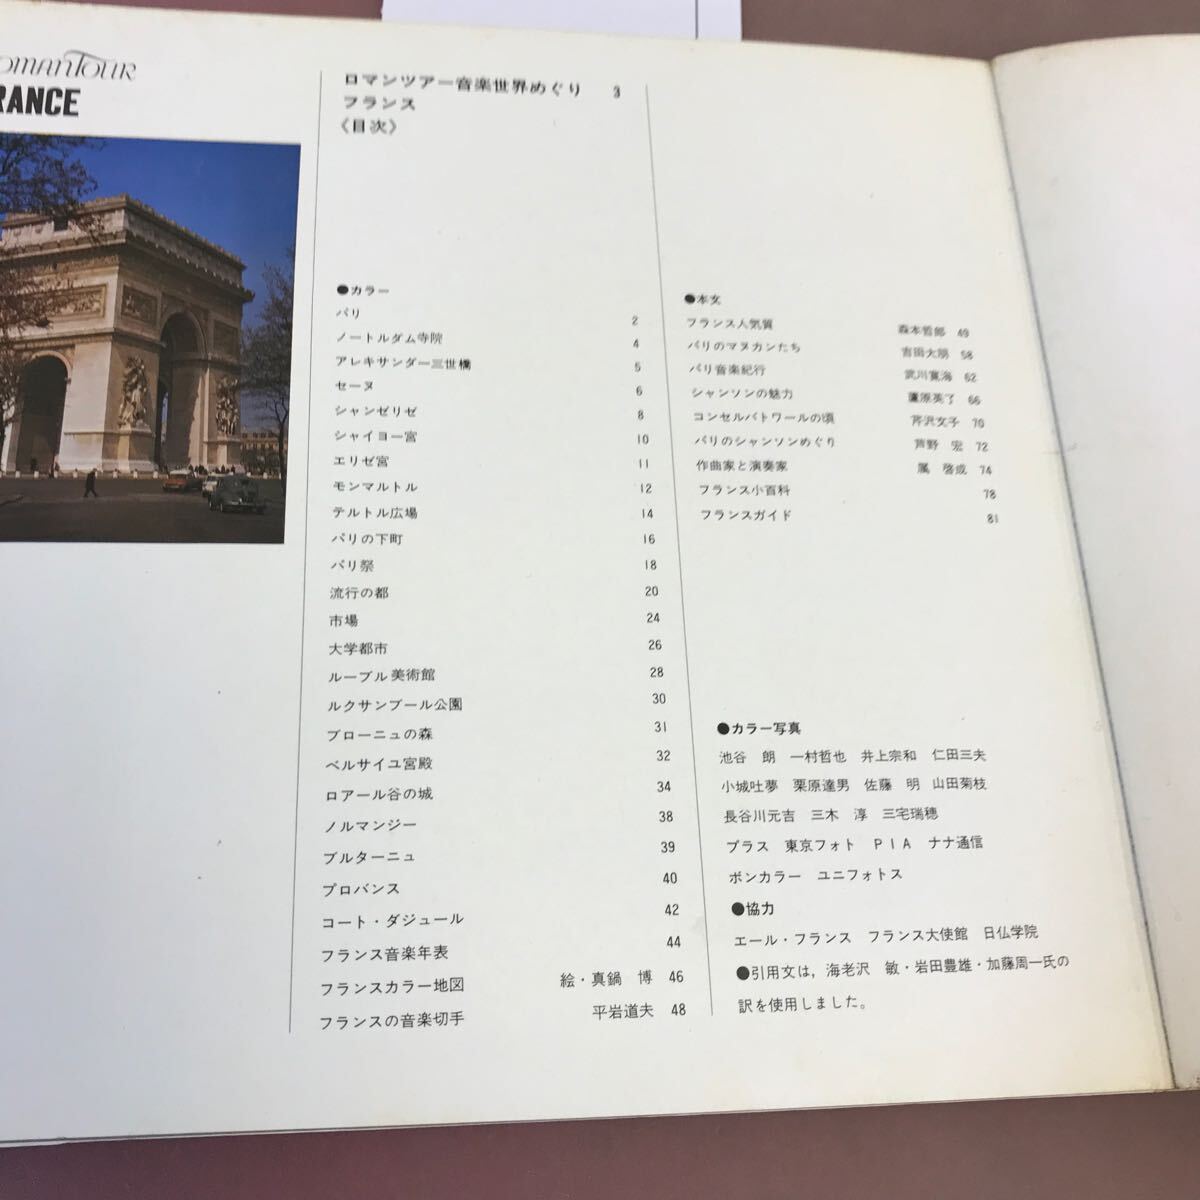 ROMANTOUR
RANCE
ロマンツアー音楽世界めぐり 3
フランス
〈目次〉
●カラー
パリ 2
ノートルダム寺院 4
アレキサンダー三世橋 5
セーヌ 6
シャンゼリゼ 8
シャイヨー宮 10
エリゼ宮 11
モンマルトル 12
テルトル広場 14
パリの下町 16
パリ祭 18
流行の都 20
市場 24
大学都市 26
ルーブル美術館 28
ルクサンブール公園 30
ブローニュの森 31
ベルサイユ宮殿 32
ロアール谷の城 34
ノルマンジー 38
ブルターニュ 39
プロバンス 40
コート・ダジュール 42
フランス音楽年表 44
フランスカラー地図 絵・真鍋 博 46
フランスの音楽切手 平岩道夫 48
●本文
フランス人気質 森本哲郎 49
パリのマヌカンたち 吉田大朋 58
パリ音楽紀行 武川寛海 62
シャンソンの魅力 蘆原英了 66
コンセルバトワールの頃 芹沢文子 70
パリのシャンソンめぐり 芦野 宏 72
作曲家と演奏家 属 啓成 74
フランス小百科 78
フランスガイド 81
●カラー写真
池谷 朗 一村哲也 井上宗和 仁田三夫
小城吐夢 栗原達男 佐藤 明 山田菊枝
長谷川元吉 三木 淳 三宅瑞穂
プラス 東京フォト PIA ナナ通信
ボンカラー ユニフォトス
●協力
エール・フランス フランス大使館 日仏学院
●引用文は，海老沢 敏・岩田豊雄・加藤周一氏の
訳を使用しました。